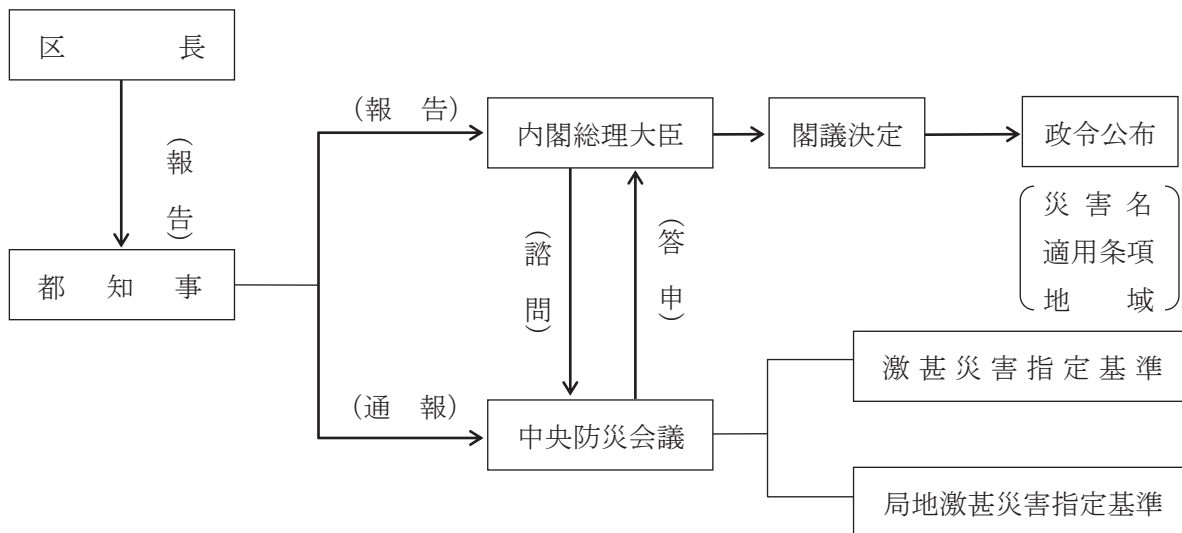 区長
(報告)
都知事
(報告)
内閣総理大臣
閣議決定
政令公布
災害名
適用条項
地域
(諮問)
(答申)
(通報)
中央防災会議
激甚災害指定基準
局地激甚災害指定基準